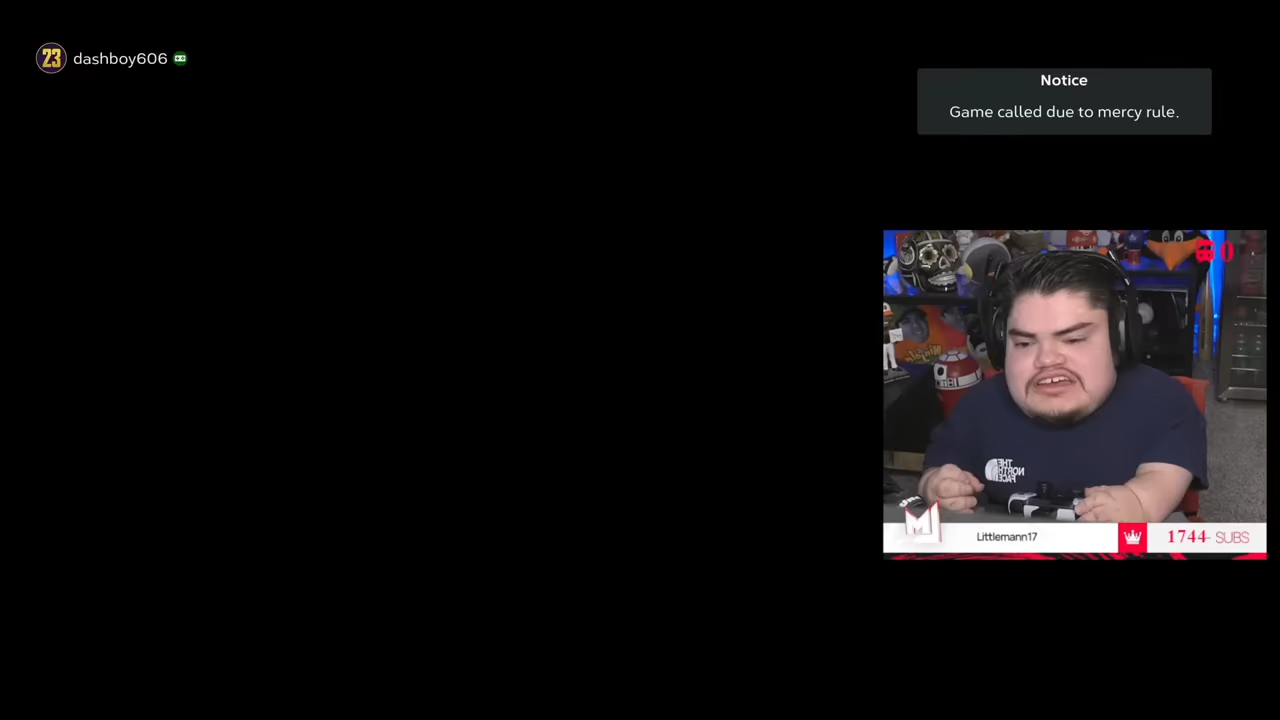 23 dashboy606
Notice
Game called due to mercy rule.
THE
NORTH
FACE
Littlemann17
1744 SUBS